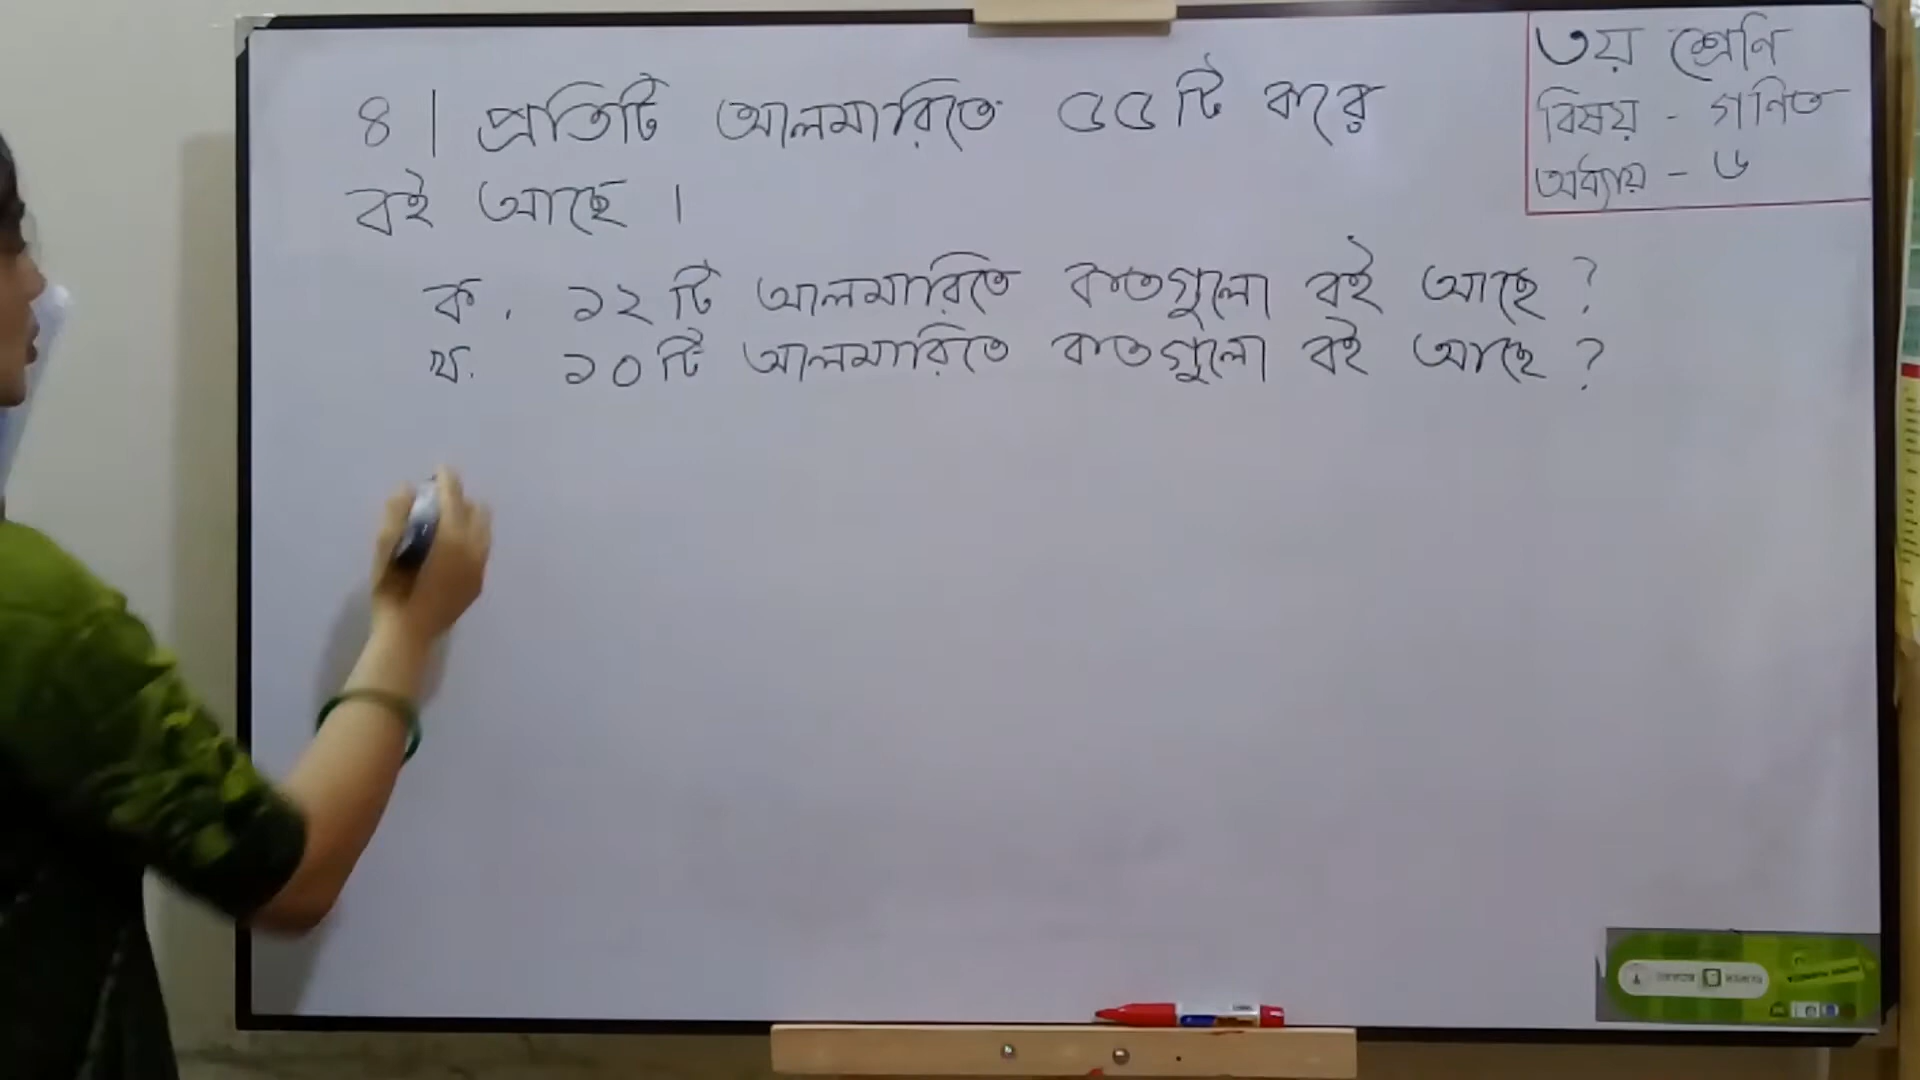 ৪| প্রতিটি আলমারিতে ৫৫টি করে
বই আছে।
ক. ১২টি আলমারিতে কতগুলো বই আছে?
খ. ১০টি আলমারিতে কতগুলো বই আছে?
৩য় শ্রেণি
বিষয় - গণিত
অধ্যায় - ৬